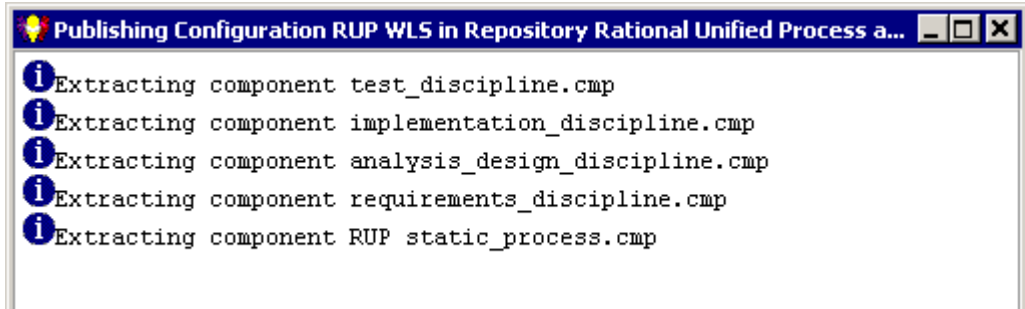 Publishing Configuration RUP WLS in Repository Rational Unified Process a...
Extracting component test_discipline.cmp
Extracting component implementation_discipline.cmp
Extracting component analysis_design_discipline.cmp
Extracting component requirements_discipline.cmp
Extracting component RUP static_process.cmp